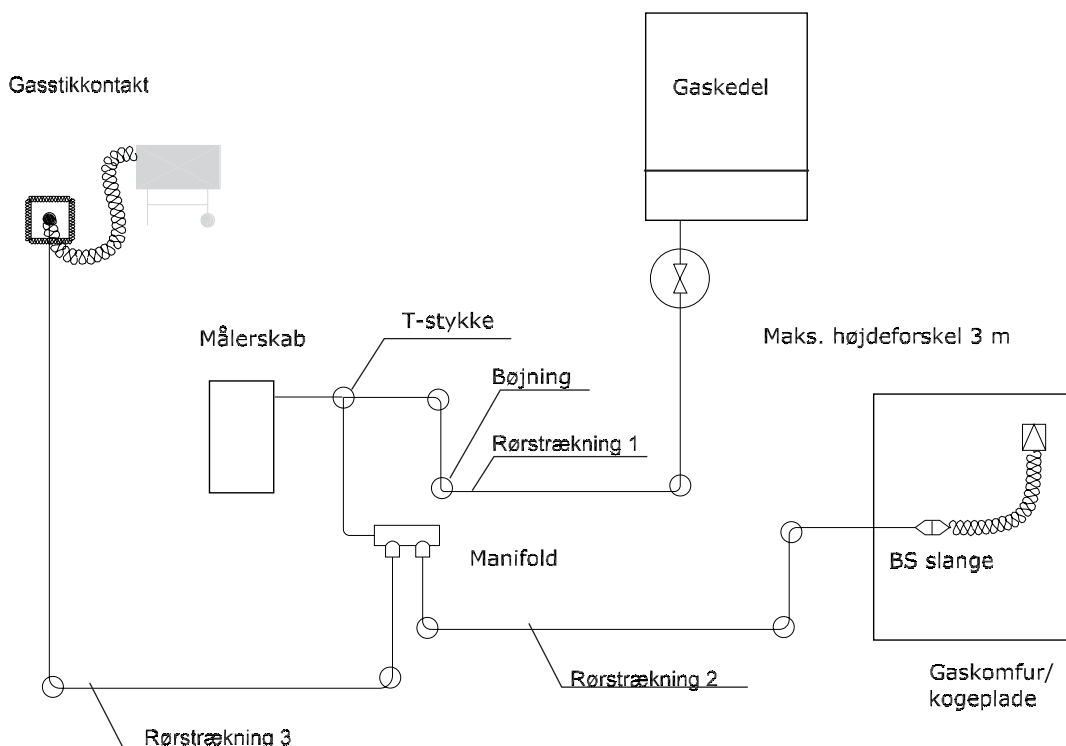 Gasstikkontakt
Gaskedel
T-stykke
Målerskab
Maks. højdeforskel 3 m
Bøjning
Rørstrækning 1
Manifold
BS slange
Rørstrækning 2
Gaskomfur/
kogeplade
Rørstrækning 3